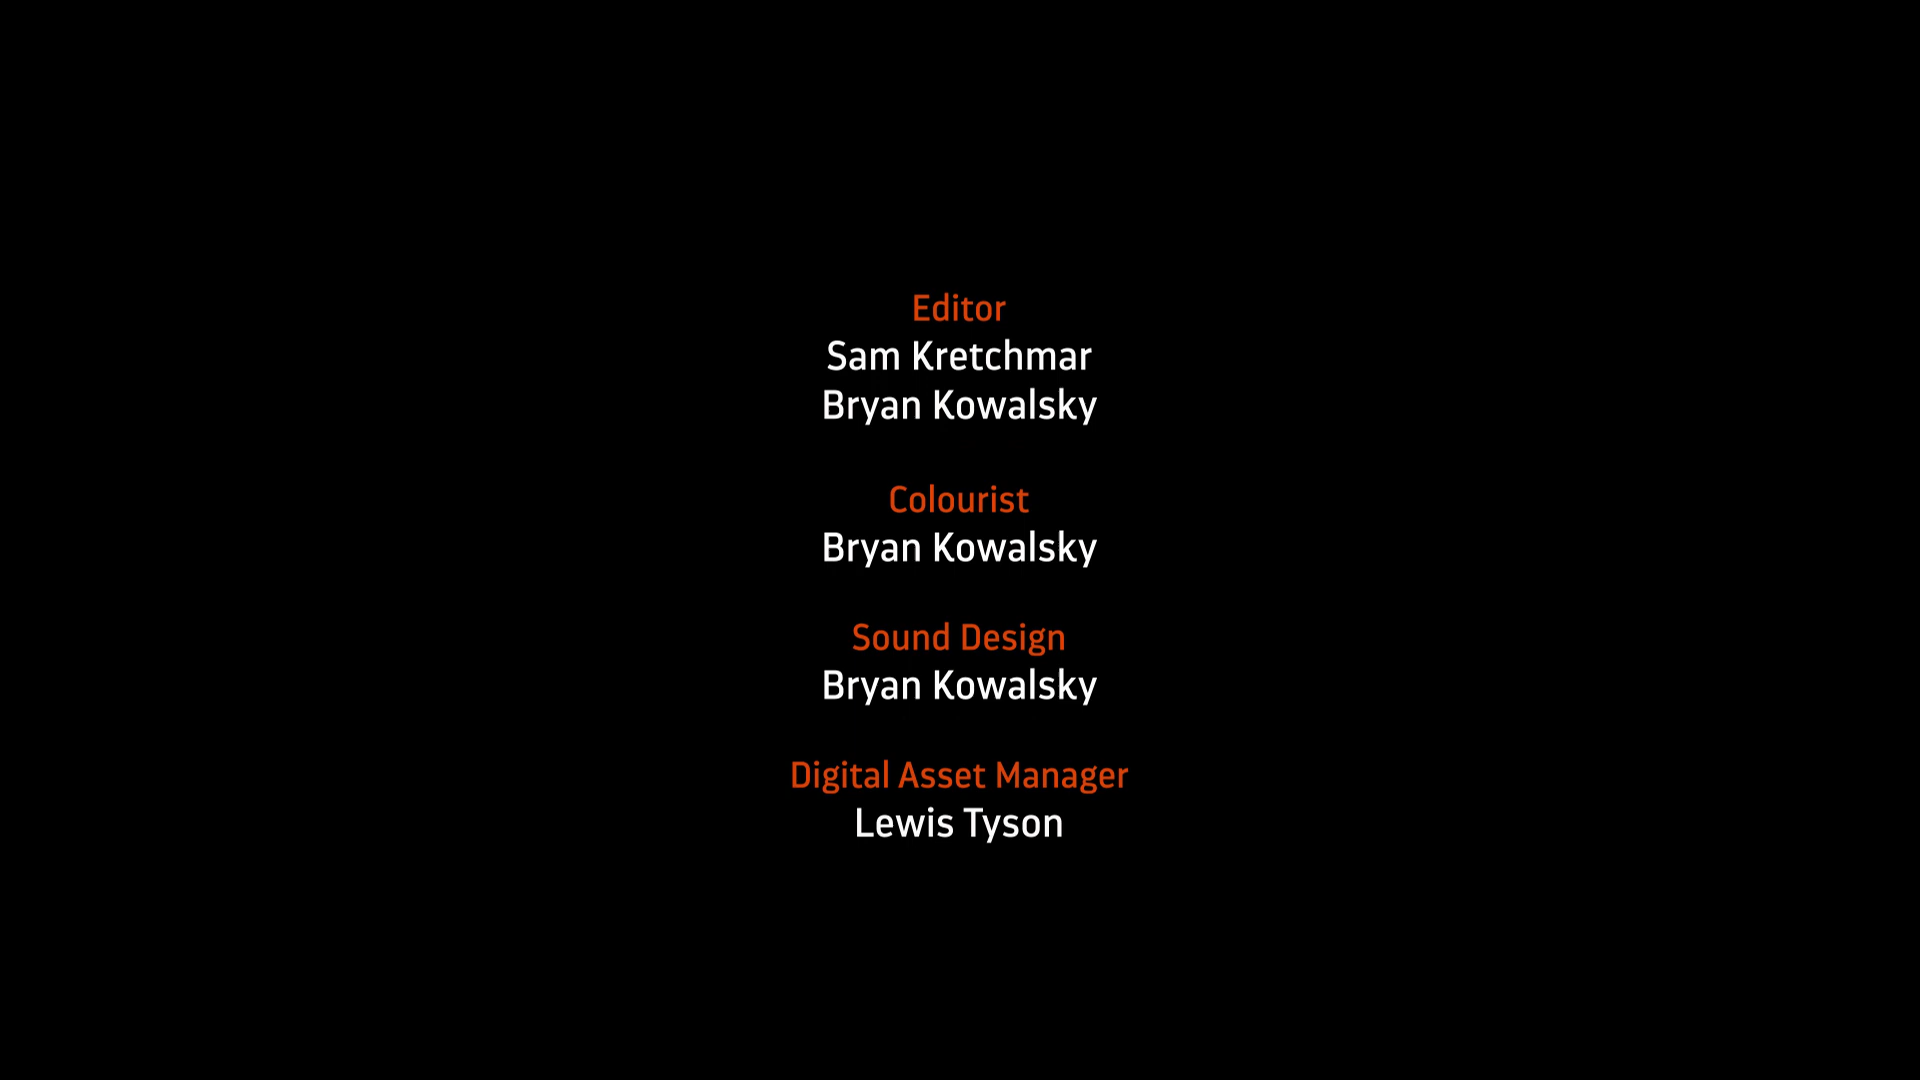 Editor
Sam Kretchmar
Bryan Kowalsky
Colourist
Bryan Kowalsky
Sound Design
Bryan Kowalsky
Digital Asset Manager
Lewis Tyson